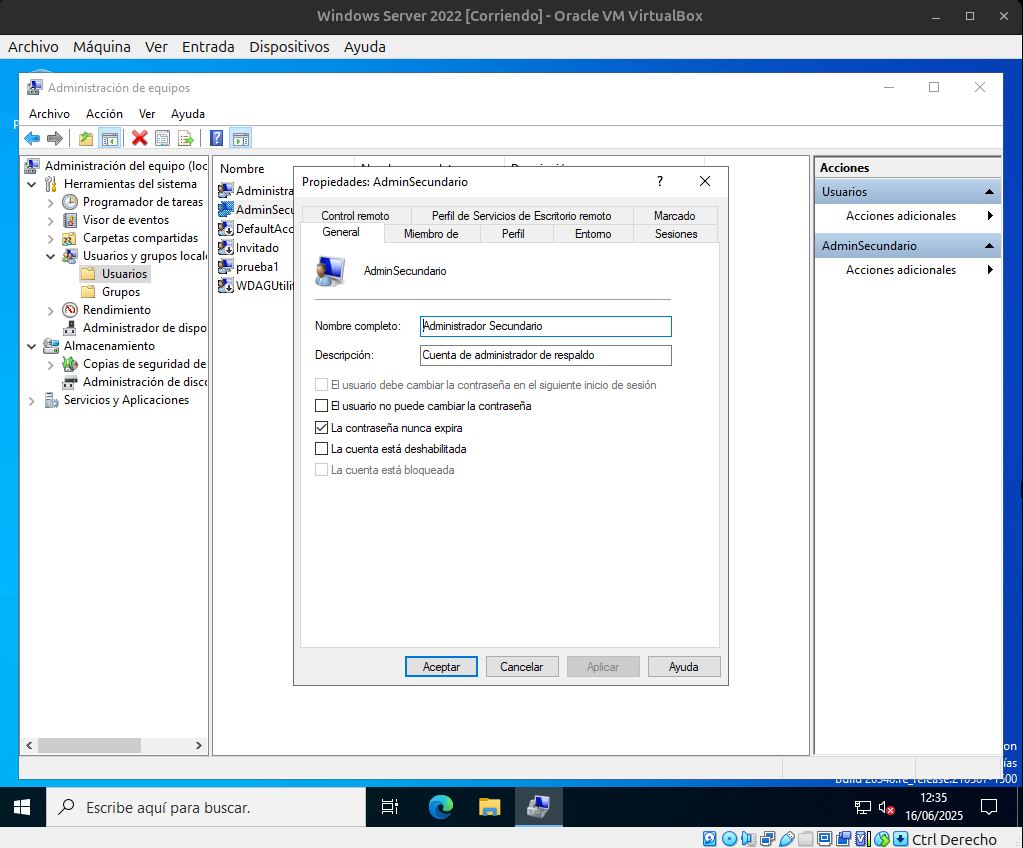 Windows Server 2022 [Corriendo] - Oracle VM VirtualBox
Archivo Máquina Ver Entrada Dispositivos Ayuda
Administración de equipos
Archivo Acción Ver Ayuda
Administración del equipo (loc
Herramientas del sistema
Programador de tareas
Visor de eventos
Carpetas compartidas
Usuarios y grupos locale
Usuarios
Grupos
Rendimiento
Administrador de dispo
Almacenamiento
Copias de seguridad de
Administración de disco
Servicios y Aplicaciones
Nombre
Administra
AdminSecu
DefaultAcc
Invitado
prueba1
WDAGUtilit
Propiedades: AdminSecundario ?
Control remoto Perfil de Servicios de Escritorio remoto Marcado
General Miembro de Perfil Entorno Sesiones
AdminSecundario
Nombre completo: Administrador Secundario
Descripción: Cuenta de administrador de respaldo
El usuario debe cambiar la contraseña en el siguiente inicio de sesión
El usuario no puede cambiar la contraseña
La contraseña nunca expira
La cuenta está deshabilitada
La cuenta está bloqueada
Aceptar Cancelar Aplicar Ayuda
Acciones
Usuarios
Acciones adicionales
AdminSecundario
Acciones adicionales
Escribe aquí para buscar.
12:35
16/06/2025
Ctrl Derecho